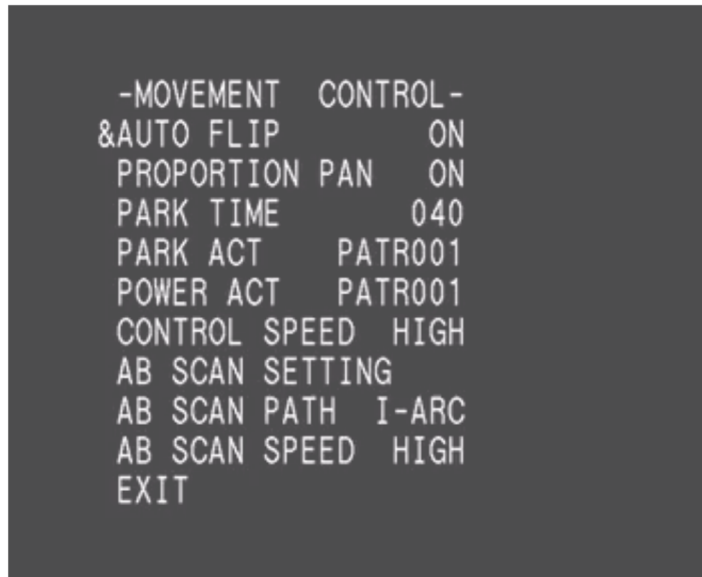 -MOVEMENT CONTROL-
&AUTO FLIP ON
PROPORTION PAN ON
PARK TIME 040
PARK ACT PATR001
POWER ACT PATR001
CONTROL SPEED HIGH
AB SCAN SETTING
AB SCAN PATH I-ARC
AB SCAN SPEED HIGH
EXIT